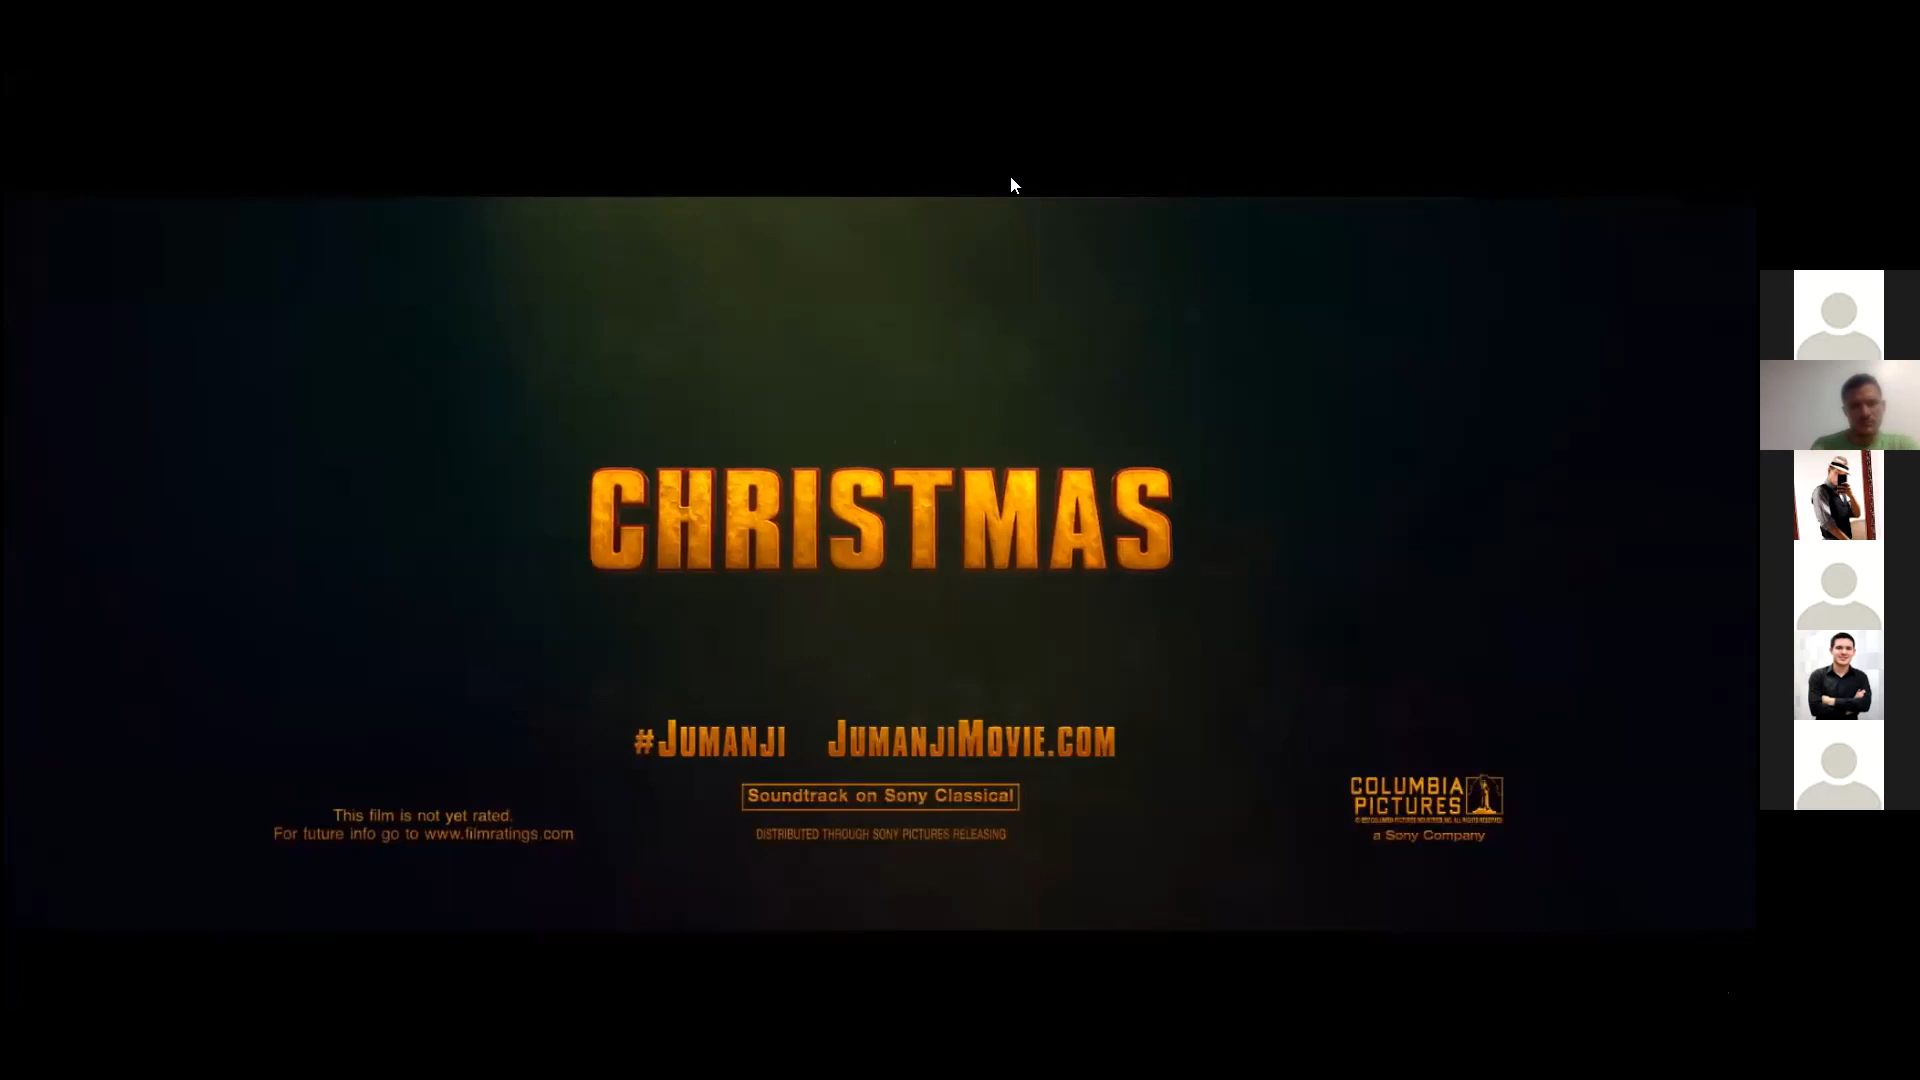 CHRISTMAS
#JUMANJI JUMANJIMOVIE.COM
Soundtrack on Sony Classical
This film is not yet rated.
For future info go to www.filmratings.com
DISTRIBUTED THROUGH SONY PICTURES RELEASING
COLUMBIA
PICTURES
a Sony Company